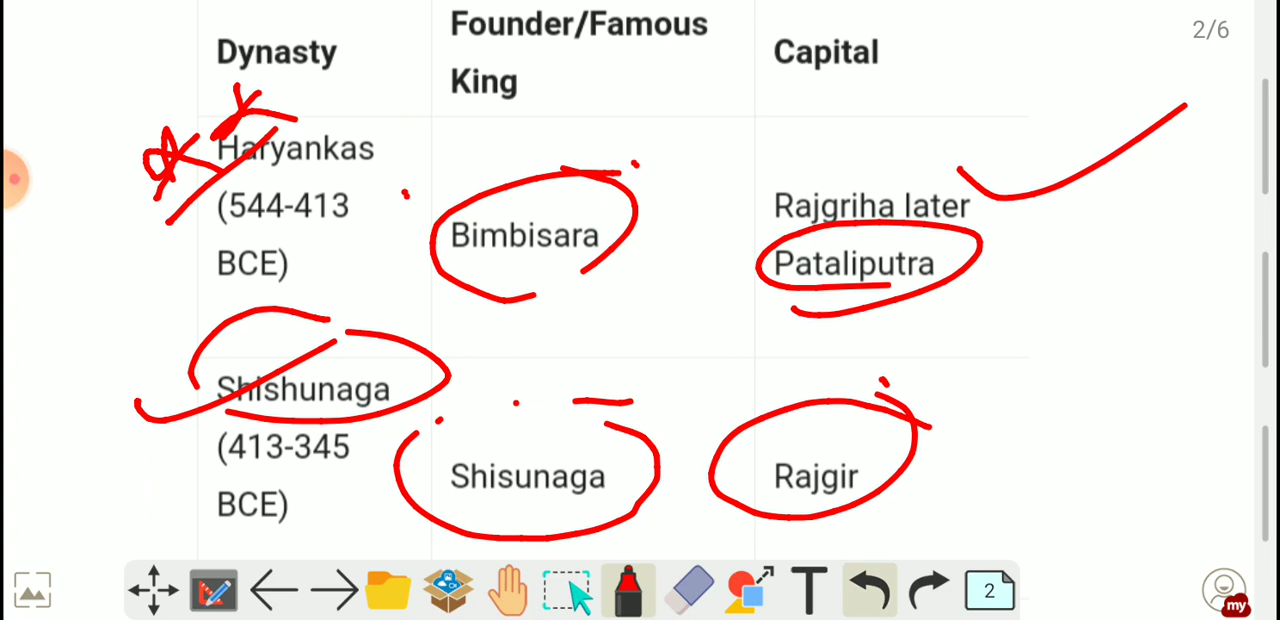 Dynasty
Founder/Famous
King
Capital
2/6
Haryankas
(544-413
BCE)
Bimbisara
Rajgriha later
Pataliputra
Shishunaga
(413-345
BCE)
Shisunaga
Rajgir
T
2
my